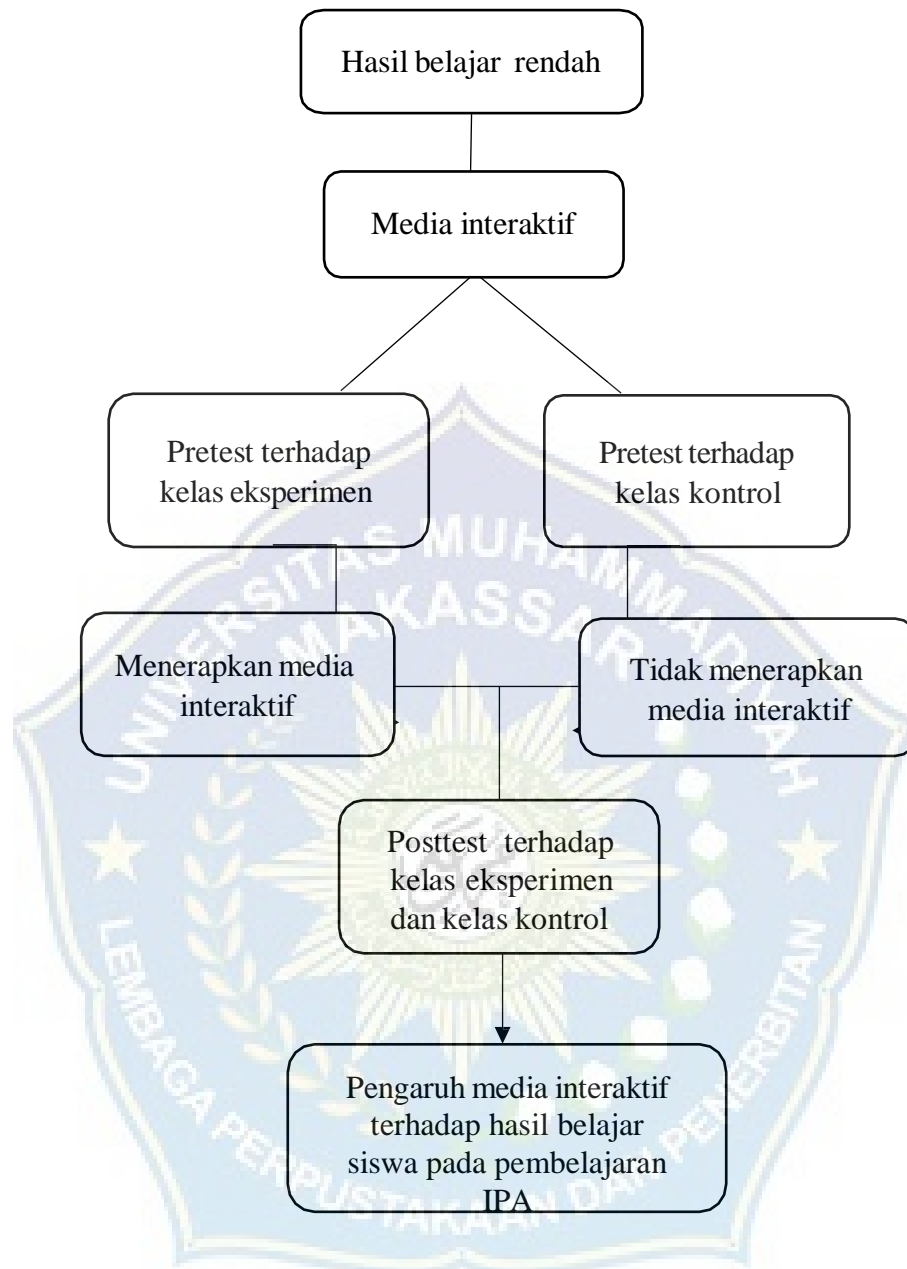 Hasil belajar rendah
Media interaktif
Pretest terhadap
kelas eksperimen
Pretest terhadap
kelas kontrol
UNIVERSITAS MUHAMMADIYAH
MAKASSAR
Menerapkan media
interaktif
Tidak menerapkan
media interaktif
Posttest terhadap
kelas eksperimen
dan kelas kontrol
Pengaruh media interaktif
terhadap hasil belajar
siswa pada pembelajaran
IPA
LEMBAGA PERPUSTAKAAN DAN PENERBITAN